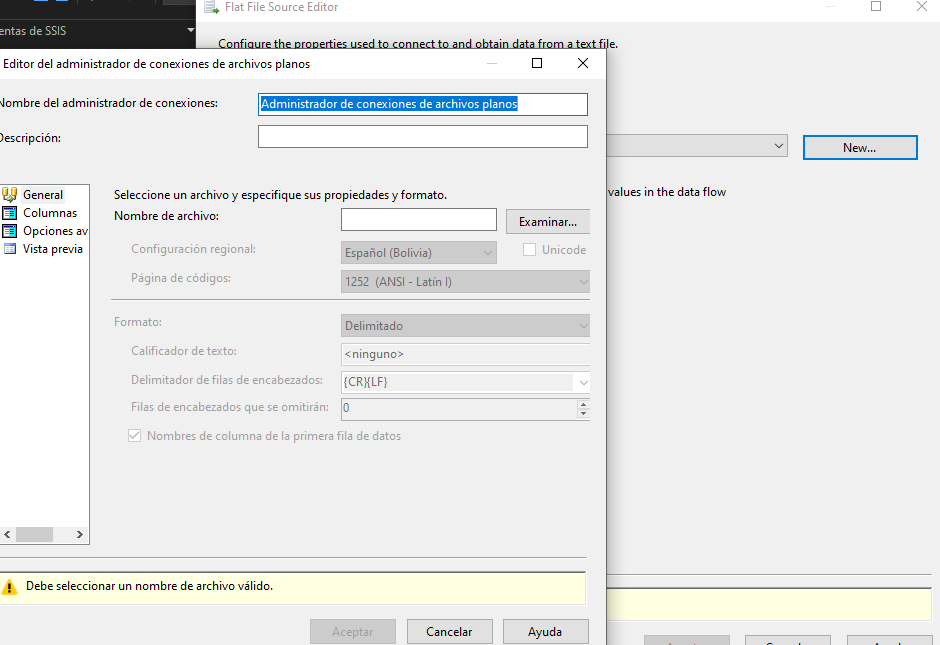 Flat File Source Editor
entas de SSIS
Configure the properties used to connect to and obtain data from a text file.
Editor del administrador de conexiones de archivos planos
Nombre del administrador de conexiones:
Administrador de conexiones de archivos planos
Descripción:
New...
values in the data flow
General
Columnas
Opciones av
Vista previa
Seleccione un archivo y especifique sus propiedades y formato.
Nombre de archivo:
Examinar...
Configuración regional:
Español (Bolivia)
Unicode
Página de códigos:
1252 (ANSI - Latín I)
Formato:
Delimitado
Calificador de texto:
<ninguno>
Delimitador de filas de encabezados:
{CR}{LF}
Filas de encabezados que se omitirán:
0
Nombres de columna de la primera fila de datos
Debe seleccionar un nombre de archivo válido.
Aceptar
Cancelar
Ayuda